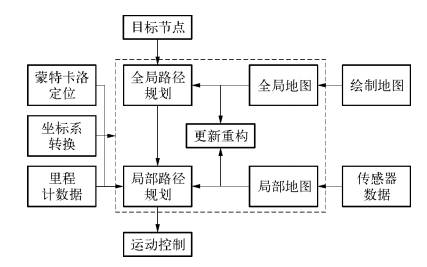 目标节点
蒙特卡洛
定位
全局路径
规划
全局地图
绘制地图
坐标系
转换
更新重构
里程
计数据
局部路径
规划
局部地图
传感器
数据
运动控制